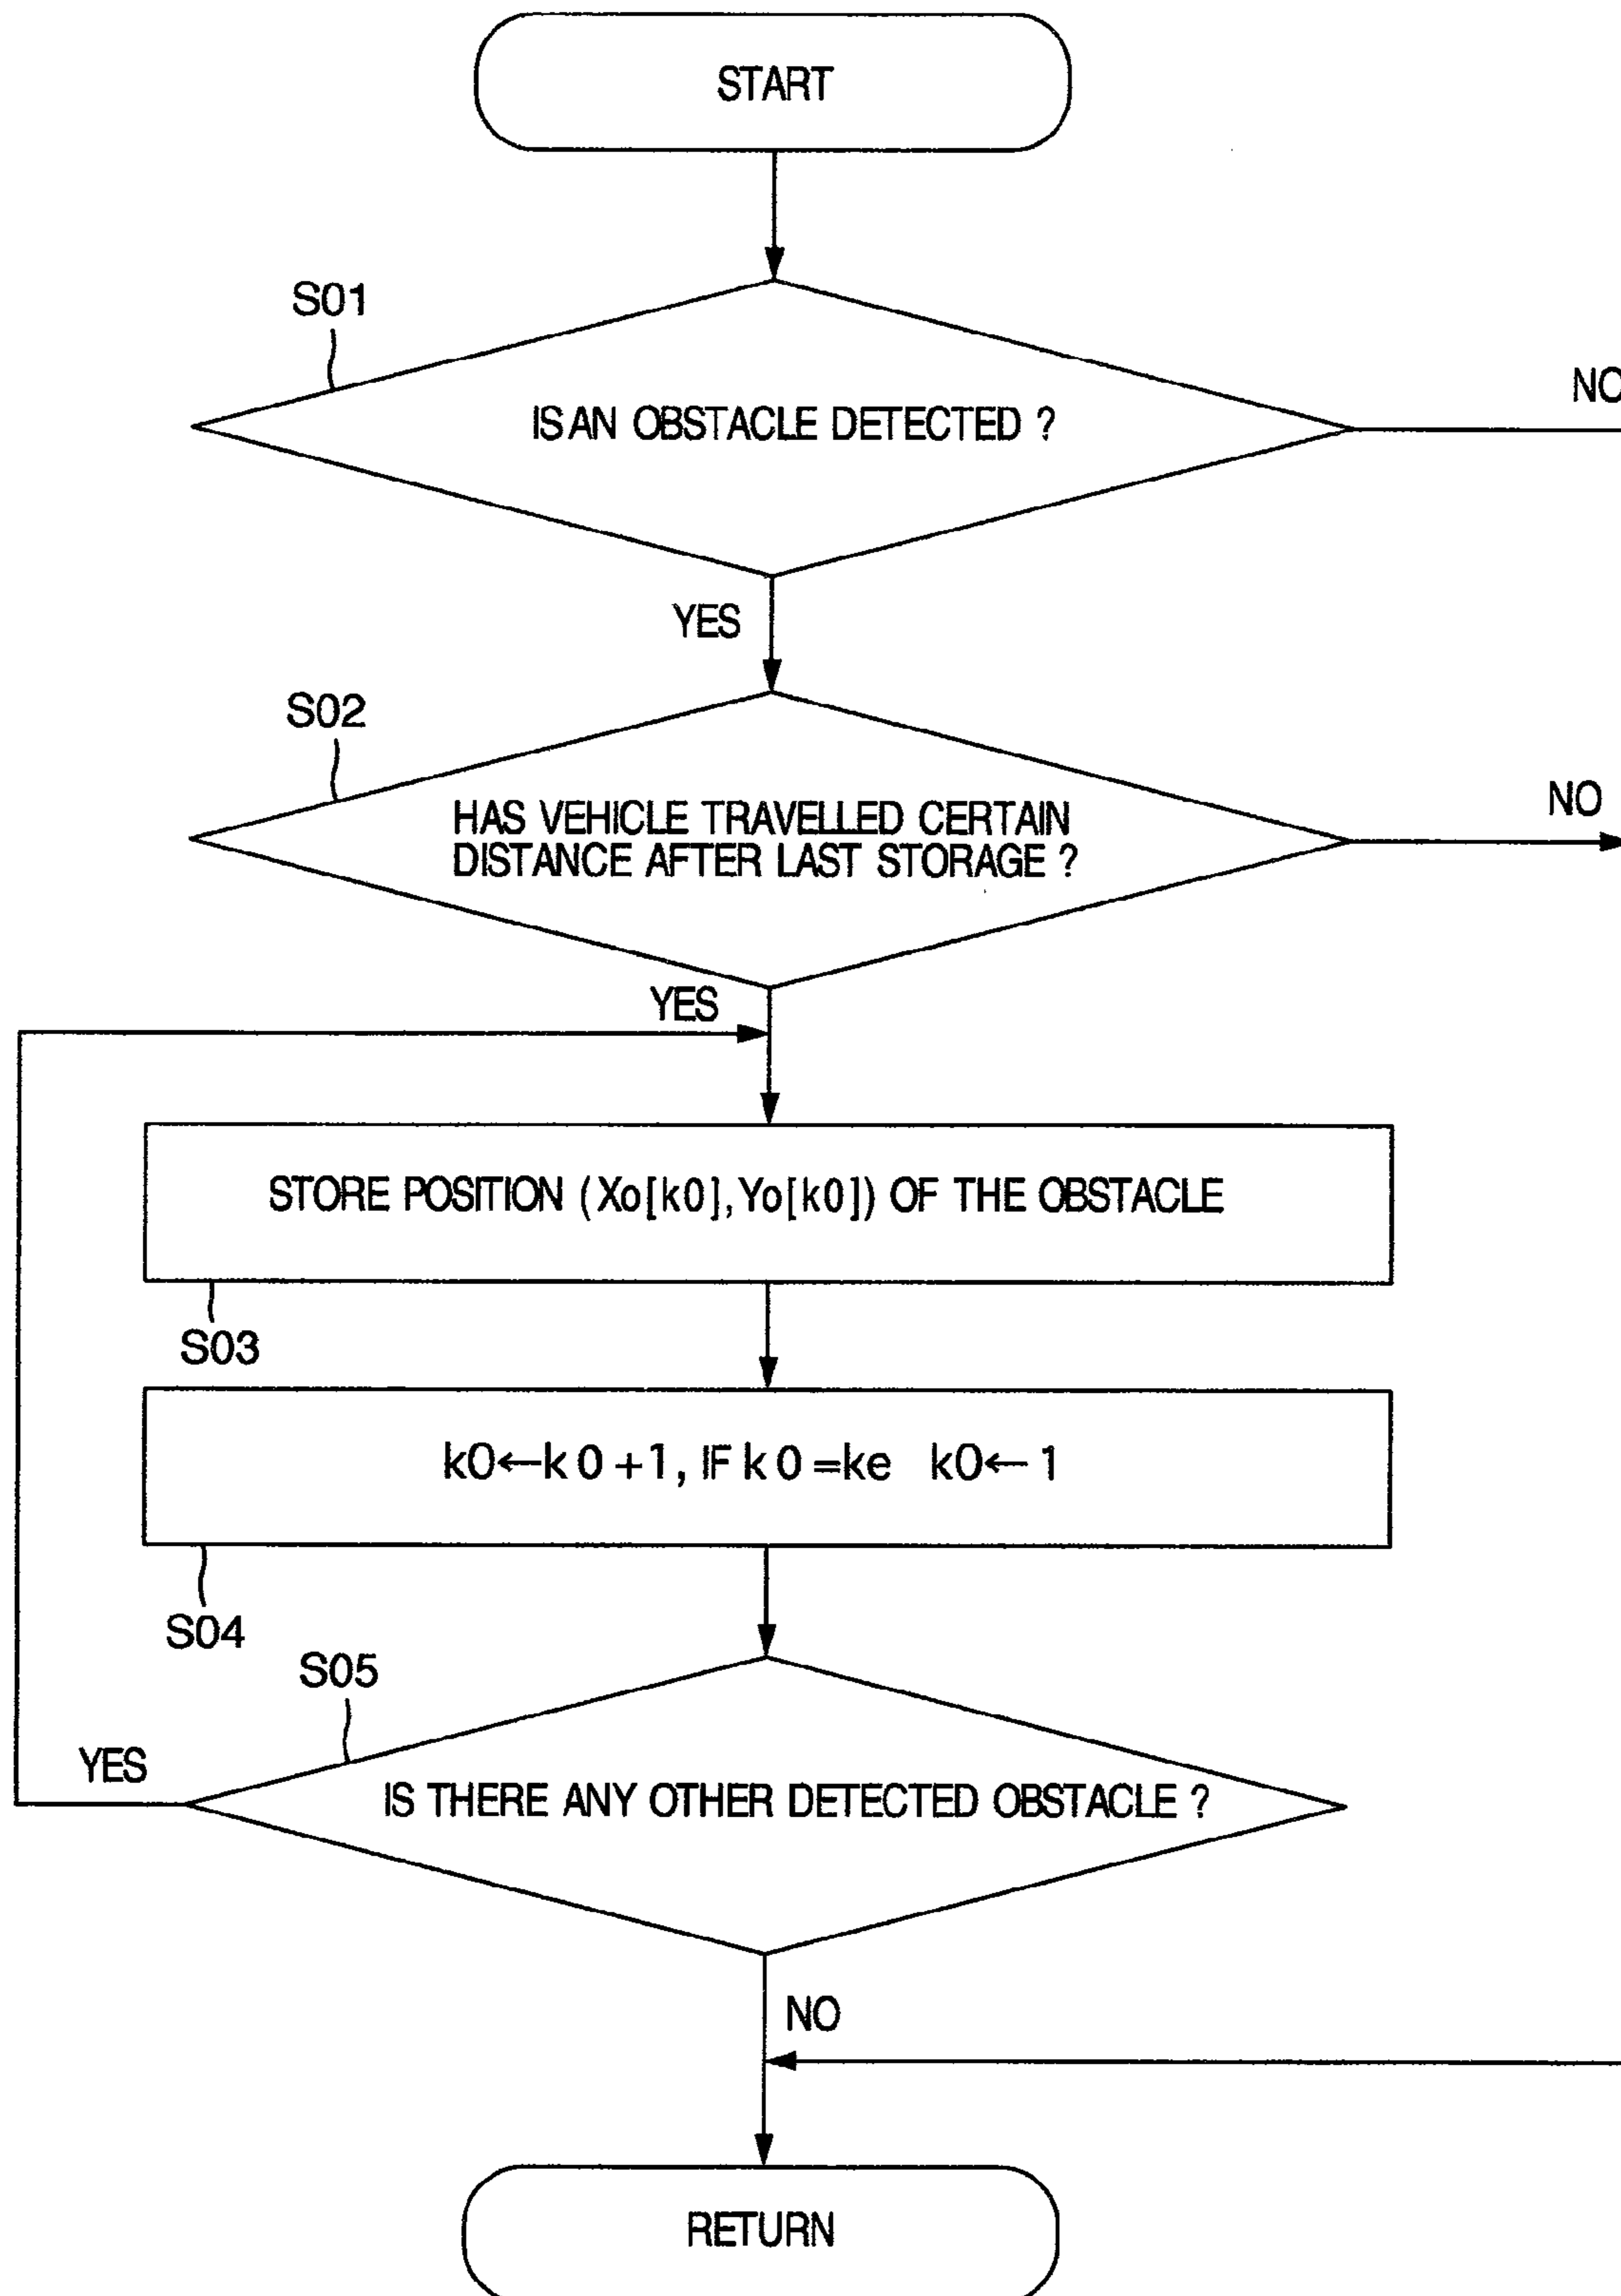 START
S01
IS AN OBSTACLE DETECTED ?
NO
YES
S02
HAS VEHICLE TRAVELLED CERTAIN
DISTANCE AFTER LAST STORAGE ?
NO
YES
STORE POSITION (Xo[k0],Yo[k0]) OF THE OBSTACLE
S03
k0←k0+1, IF k0=ke k0←1
S04
S05
YES
IS THERE ANY OTHER DETECTED OBSTACLE ?
NO
RETURN